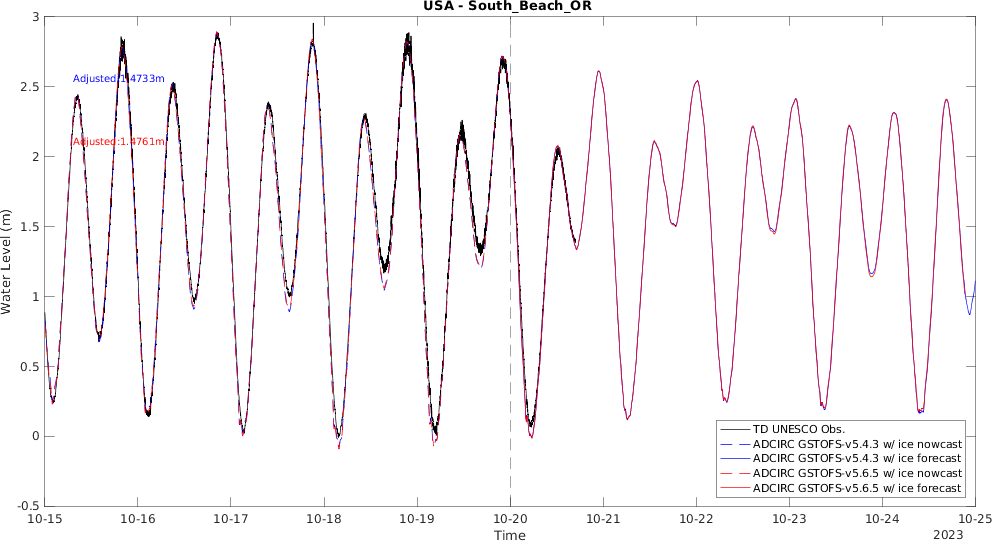 USA - South_Beach_OR
3
2.5
2
1.5
1
0.5
0
-0.5
Water Level (m)
Adjusted:1.4733m
Adjusted:1.4761m
TD UNESCO Obs.
ADCIRC GSTOFS-v5.4.3 w/ ice nowcast
ADCIRC GSTOFS-v5.4.3 w/ ice forecast
ADCIRC GSTOFS-v5.6.5 w/ ice nowcast
ADCIRC GSTOFS-v5.6.5 w/ ice forecast
10-15 10-16 10-17 10-18 10-19 10-20 10-21 10-22 10-23 10-24 10-25
Time
2023